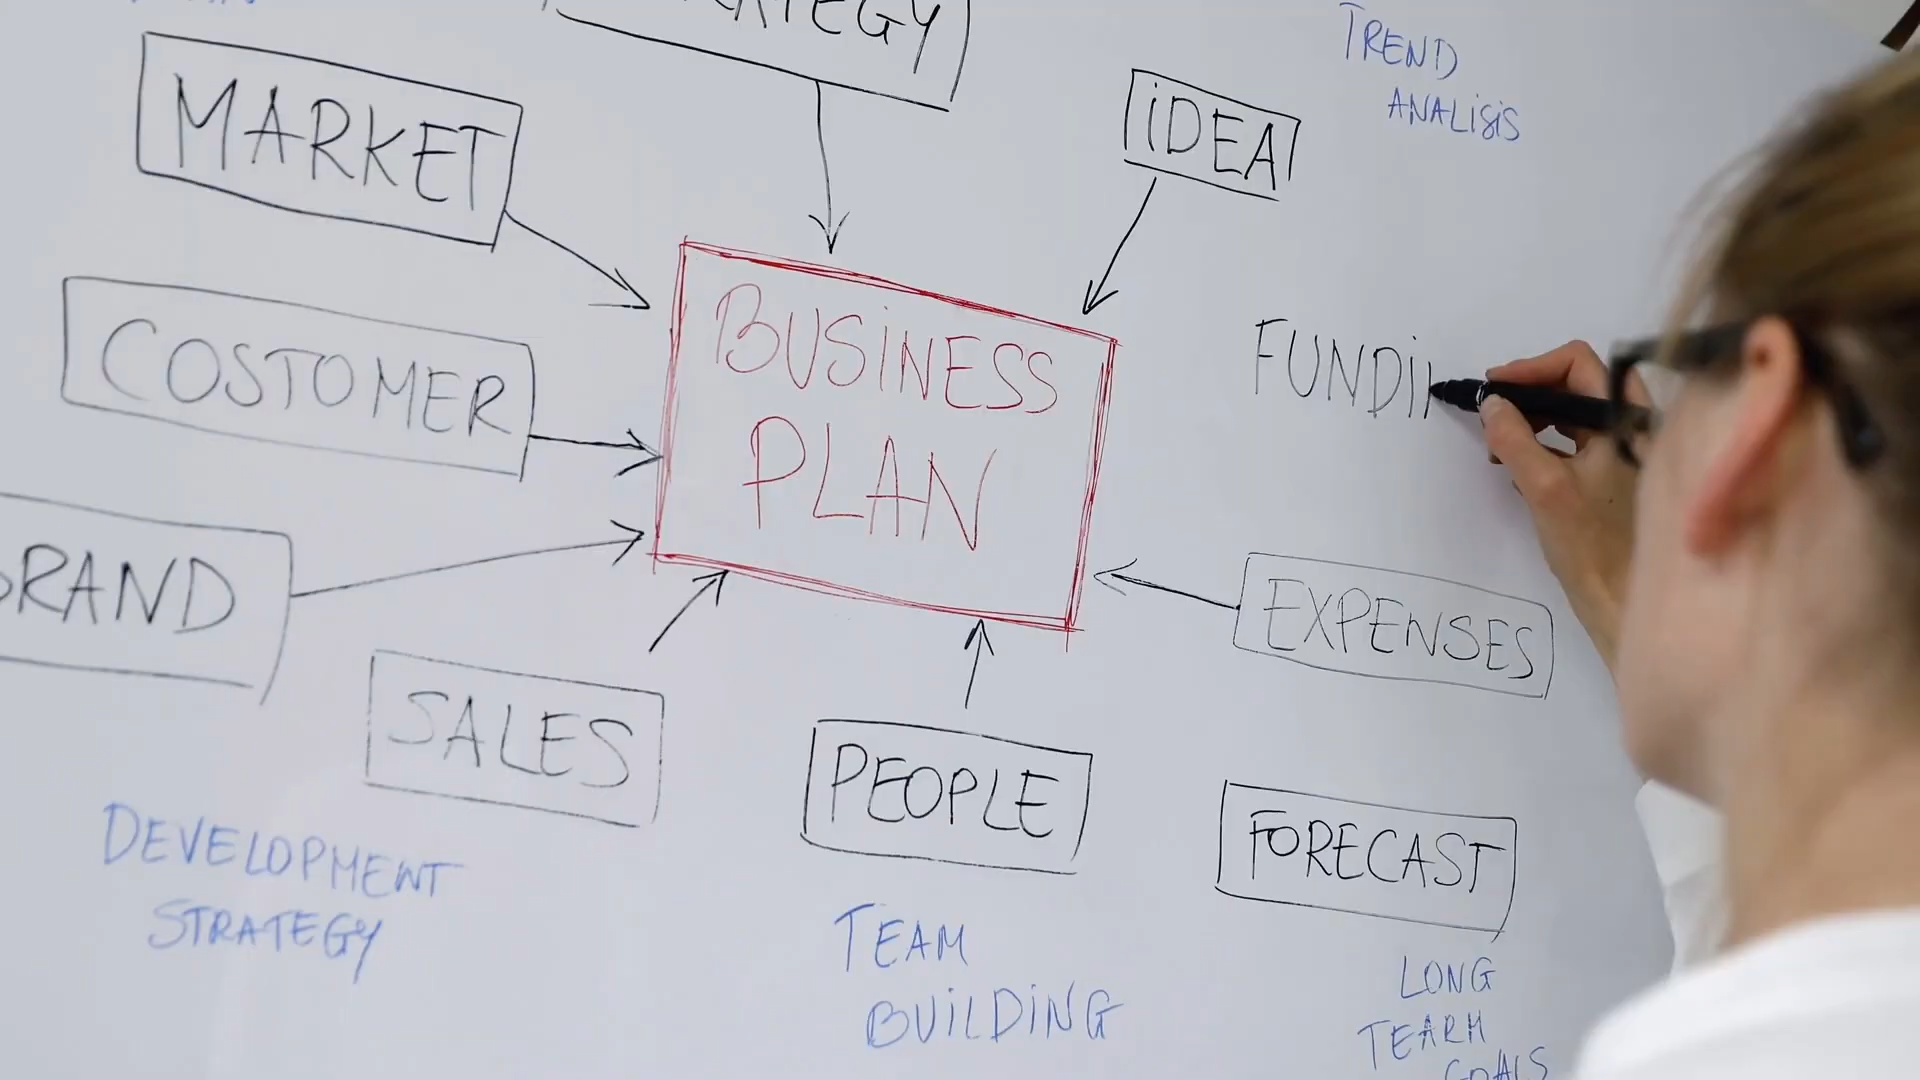 TREND
ANALISIS
MARKET
IDEA
BUSINESS
PLAN
COSTOMER
FUNDI
RAND
EXPENSES
SALES
PEOPLE
FORECAST
DEVELOPMENT
STRATEGY
TEAM
BUILDING
LONG
TEARM
GOALS